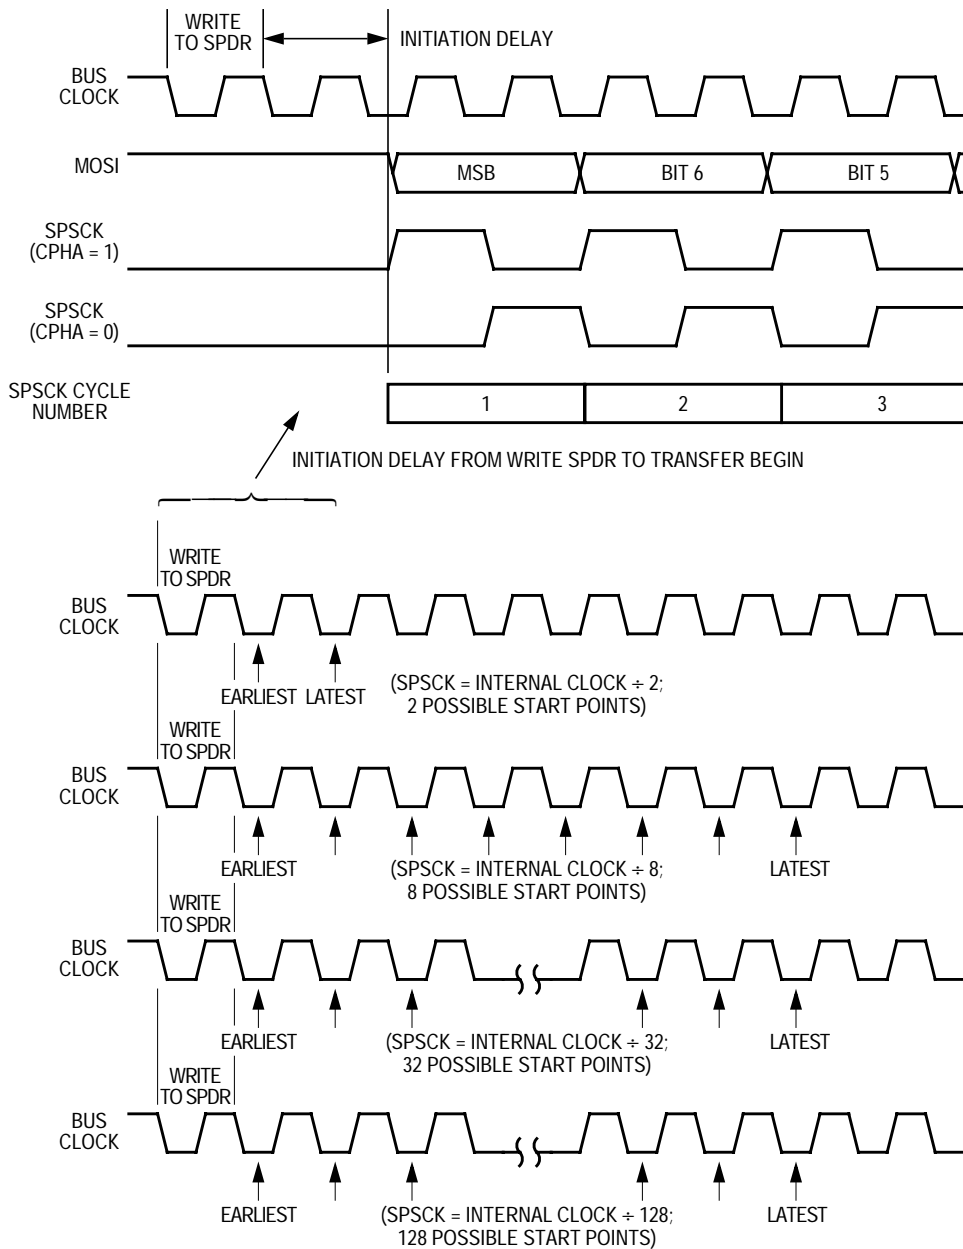 WRITE
TO SPDR
INITIATION DELAY
BUS
CLOCK
MOSI
MSB
BIT 6
BIT 5
SPSCK
(CPHA = 1)
SPSCK
(CPHA = 0)
SPSCK CYCLE
NUMBER
1
2
3
INITIATION DELAY FROM WRITE SPDR TO TRANSFER BEGIN
WRITE
TO SPDR
BUS
CLOCK
EARLIEST
LATEST
(SPSCK = INTERNAL CLOCK ÷ 2;
2 POSSIBLE START POINTS)
WRITE
TO SPDR
BUS
CLOCK
EARLIEST
(SPSCK = INTERNAL CLOCK ÷ 8;
8 POSSIBLE START POINTS)
LATEST
WRITE
TO SPDR
BUS
CLOCK
EARLIEST
(SPSCK = INTERNAL CLOCK ÷ 32;
32 POSSIBLE START POINTS)
LATEST
WRITE
TO SPDR
BUS
CLOCK
EARLIEST
(SPSCK = INTERNAL CLOCK ÷ 128;
128 POSSIBLE START POINTS)
LATEST